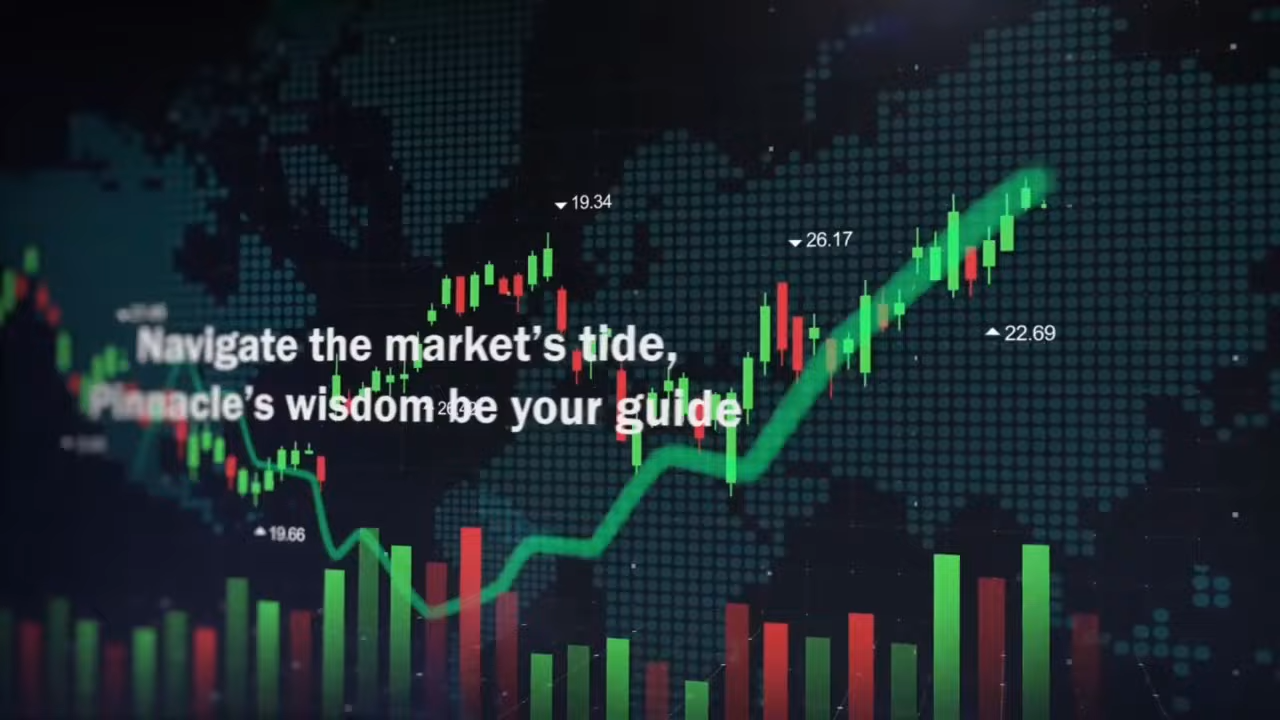 19.34
26.17
22.69
Navigate the market’s tide,
Pinnacle’s wisdom be your guide
19.66